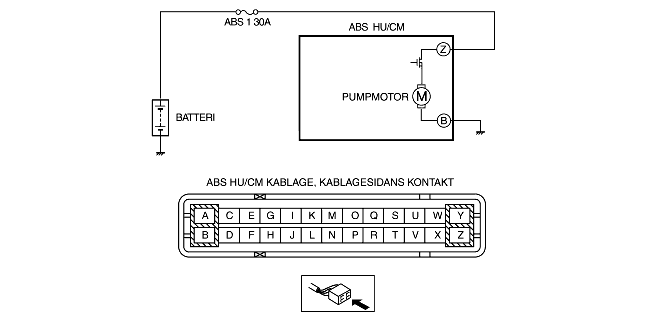 ABS 1 30A
ABS HU/CM
Z
PUMPMOTOR M
BATTERI
B
ABS HU/CM KABLAGE, KABLAGESIDANS KONTAKT
A C E G I K M O Q S U W Y
B D F H J L N P R T V X Z